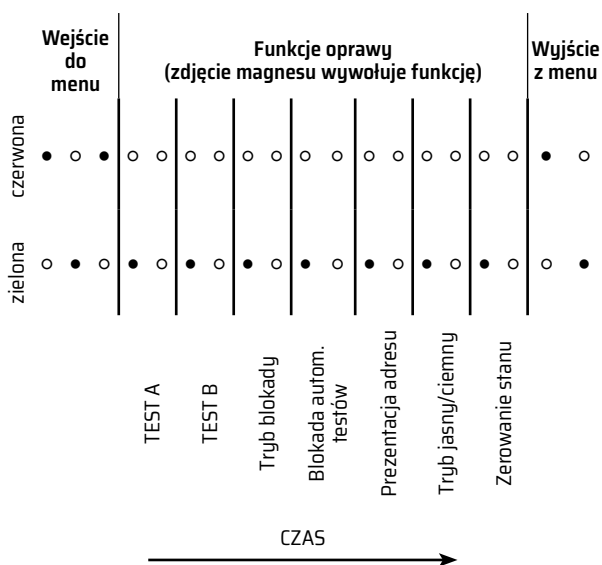 Wejście
do
menu
Funkcje oprawy
(zdjęcie magnesu wywołuje funkcję)
Wyjście
z menu
czerwona
zielona
TEST A
TEST B
Tryb blokady
Blokada autom.
testów
Prezentacja adresu
Tryb jasny/ciemny
Zerowanie stanu
CZAS